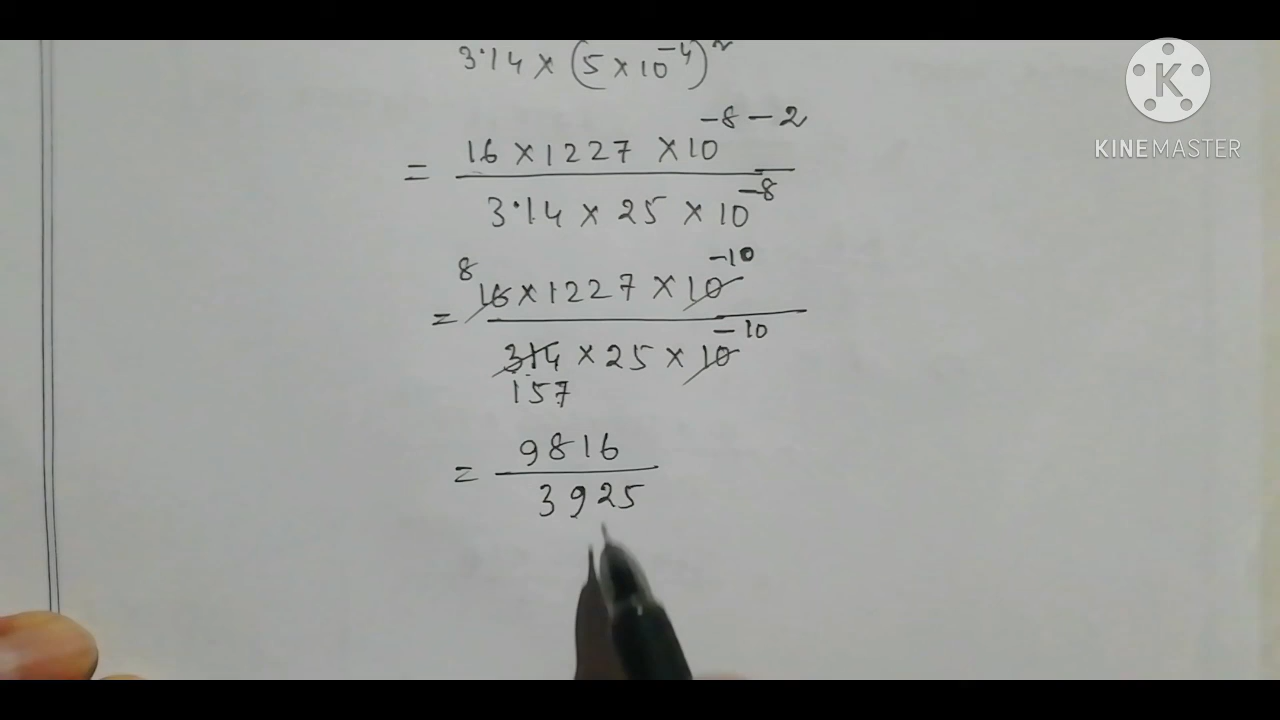 3.14 × (5 × 10⁻⁴)²
K
KINEMASTER
= 16 × 1227 × 10⁻⁸⁻² / 3.14 × 25 × 10⁻⁸
= 8 16 × 1227 × 10⁻¹⁰ / 314 × 25 × 10⁻¹⁰
157
= 9816 / 3925